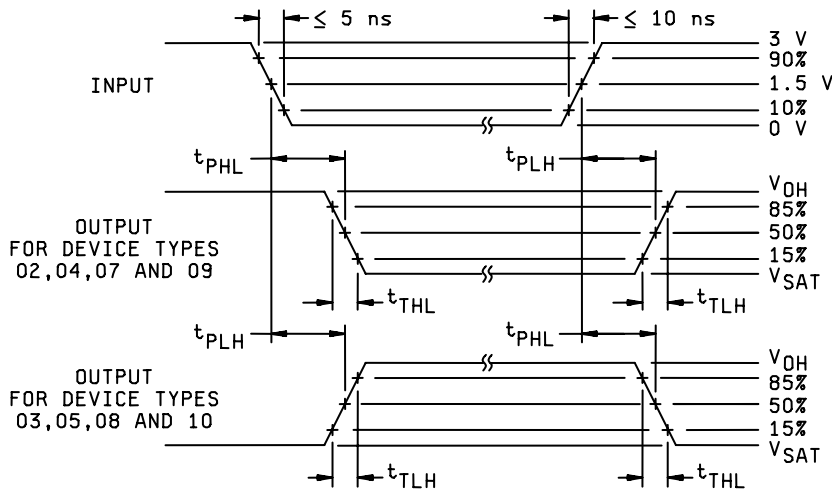 ≤ 5 ns
≤ 10 ns
INPUT
3 V
90%
1.5 V
10%
0 V
tPHL
tPLH
OUTPUT
FOR DEVICE TYPES
02,04,07 AND 09
VOH
85%
50%
15%
VSAT
tTHL
tTLH
tPLH
tPHL
OUTPUT
FOR DEVICE TYPES
03,05,08 AND 10
VOH
85%
50%
15%
VSAT
tTLH
tTHL